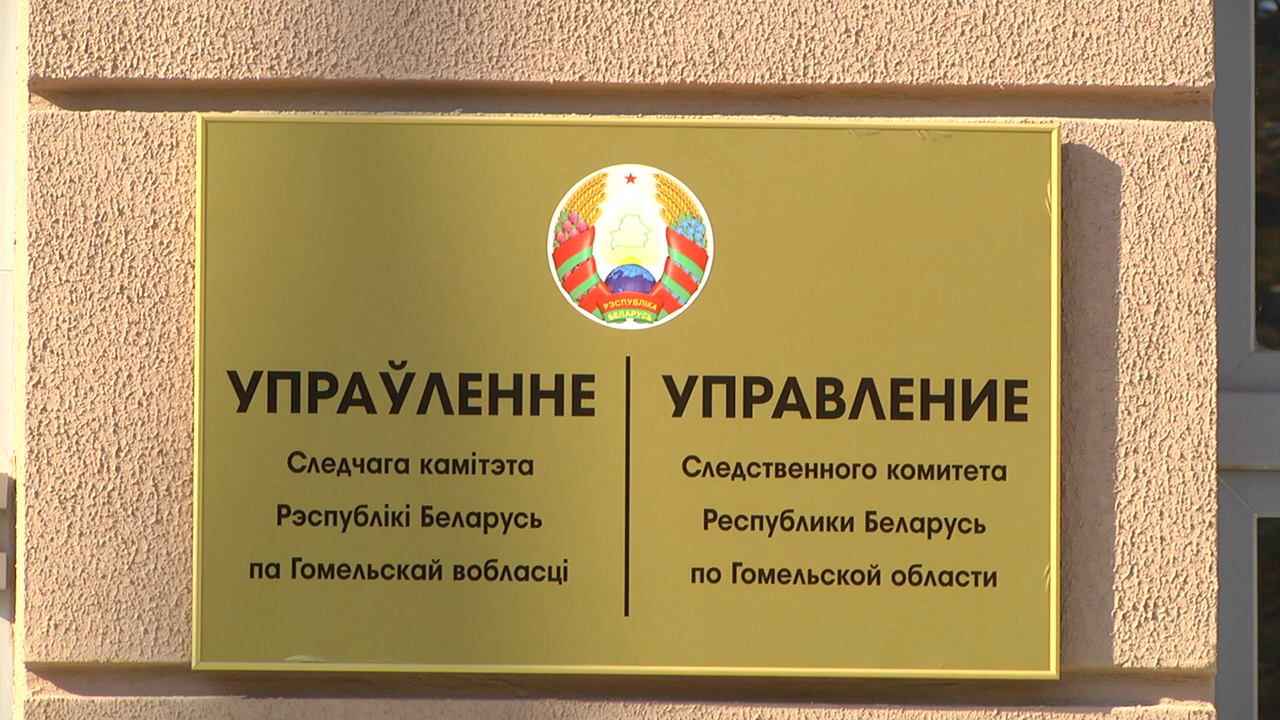 РЭСПУБЛІКА
БЕЛАРУСЬ
УПРАЎЛЕННЕ
Следчага камітэта
Рэспублікі Беларусь
па Гомельскай вобласці
УПРАВЛЕНИЕ
Следственного комитета
Республики Беларусь
по Гомельской области